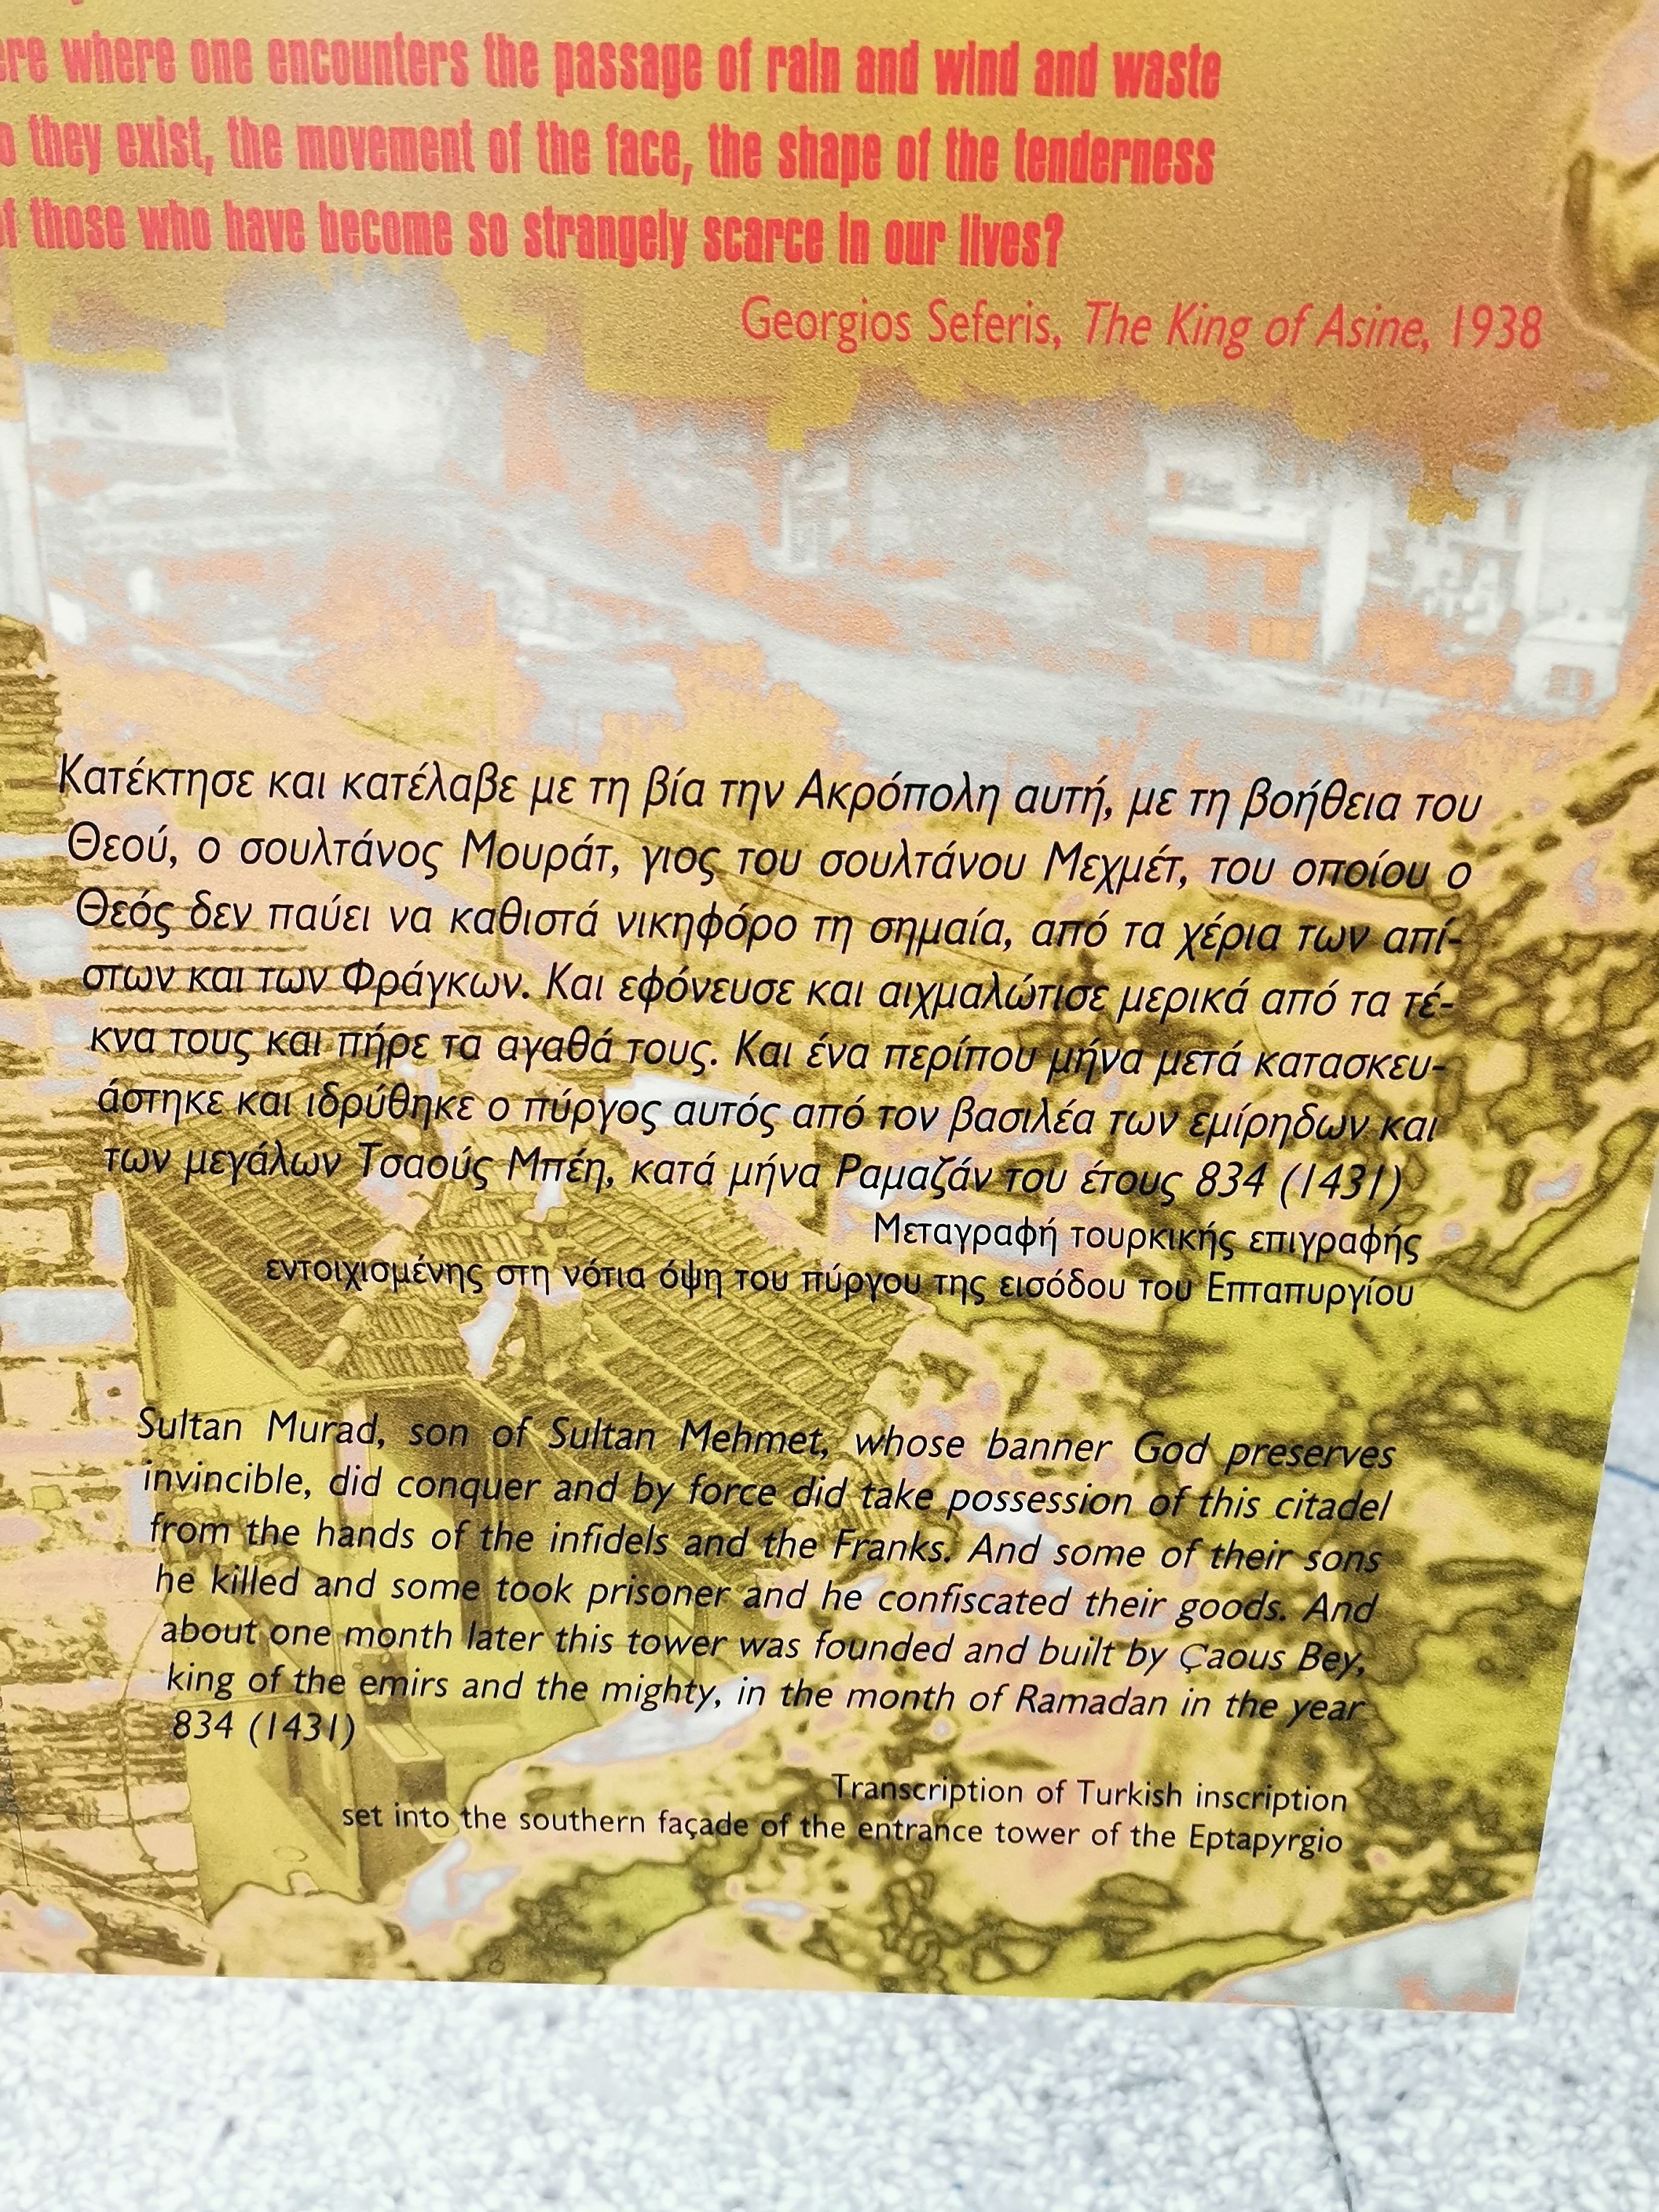 where one encounters the passage of rain and wind and waste
they exist, the movement of the face, the shape of the tenderness
those who have become so strangely scarce in our lives?
Georgios Seferis, The King of Asine, 1938
Κατέκτησε και κατέλαβε με τη βία την Ακρόπολη αυτή, με τη βοήθεια του
Θεού, ο σουλτάνος Μουράτ, γιος του σουλτάνου Μεχμέτ, του οποίου ο
Θεός δεν παύει να καθιστά νικηφόρο τη σημαία, από τα χέρια των απί-
στων και των Φράγκων. Και εφόνευσε και αιχμαλώτισε μερικά από τα τέ-
κνα τους και πήρε τα αγαθά τους. Και ένα περίπου μήνα μετά κατασκευ-
άστηκε και ιδρύθηκε ο πύργος αυτός από τον βασιλέα των εμίρηδων και
των μεγάλων Τσαούς Μπέη, κατά μήνα Ραμαζάν του έτους 834 (1431)
Μεταγραφή τουρκικής επιγραφής
εντοιχισμένης στη νότια όψη του πύργου της εισόδου του Επταπυργίου
Sultan Murad, son of Sultan Mehmet, whose banner God preserves
invincible, did conquer and by force did take possession of this citadel
from the hands of the infidels and the Franks. And some of their sons
he killed and some took prisoner and he confiscated their goods. And
about one month later this tower was founded and built by Çaous Bey,
king of the emirs and the mighty, in the month of Ramadan in the year
834 (1431)
Transcription of Turkish inscription
set into the southern façade of the entrance tower of the Eptapyrgio